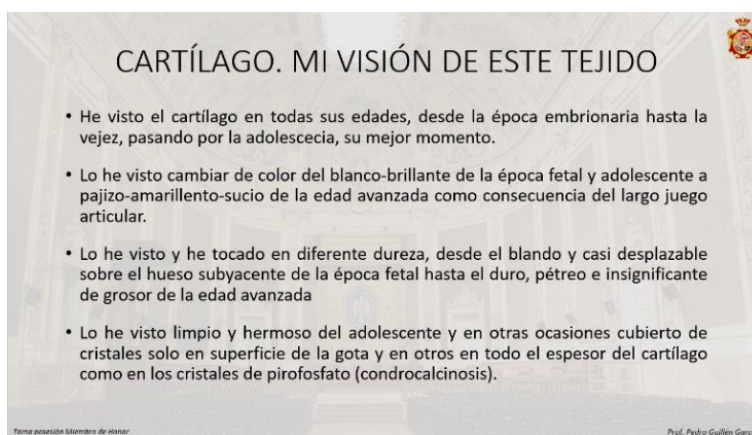 CARTÍLAGO. MI VISIÓN DE ESTE TEJIDO
• He visto el cartílago en todas sus edades, desde la época embrionaria hasta la
vejez, pasando por la adolescecia, su mejor momento.
• Lo he visto cambiar de color del blanco-brillante de la época fetal y adolescente a
pajizo-amarillento-sucio de la edad avanzada como consecuencia del largo juego
articular.
• Lo he visto y he tocado en diferente dureza, desde el blando y casi desplazable
sobre el hueso subyacente de la época fetal hasta el duro, pétreo e insignificante
de grosor de la edad avanzada
• Lo he visto limpio y hermoso del adolescente y en otras ocasiones cubierto de
cristales solo en superficie de la gota y en otros en todo el espesor del cartílago
como en los cristales de pirofosfato (condrocalcinosis).
Toma posesión Miembro de Honor
Prof. Pedro Guillén